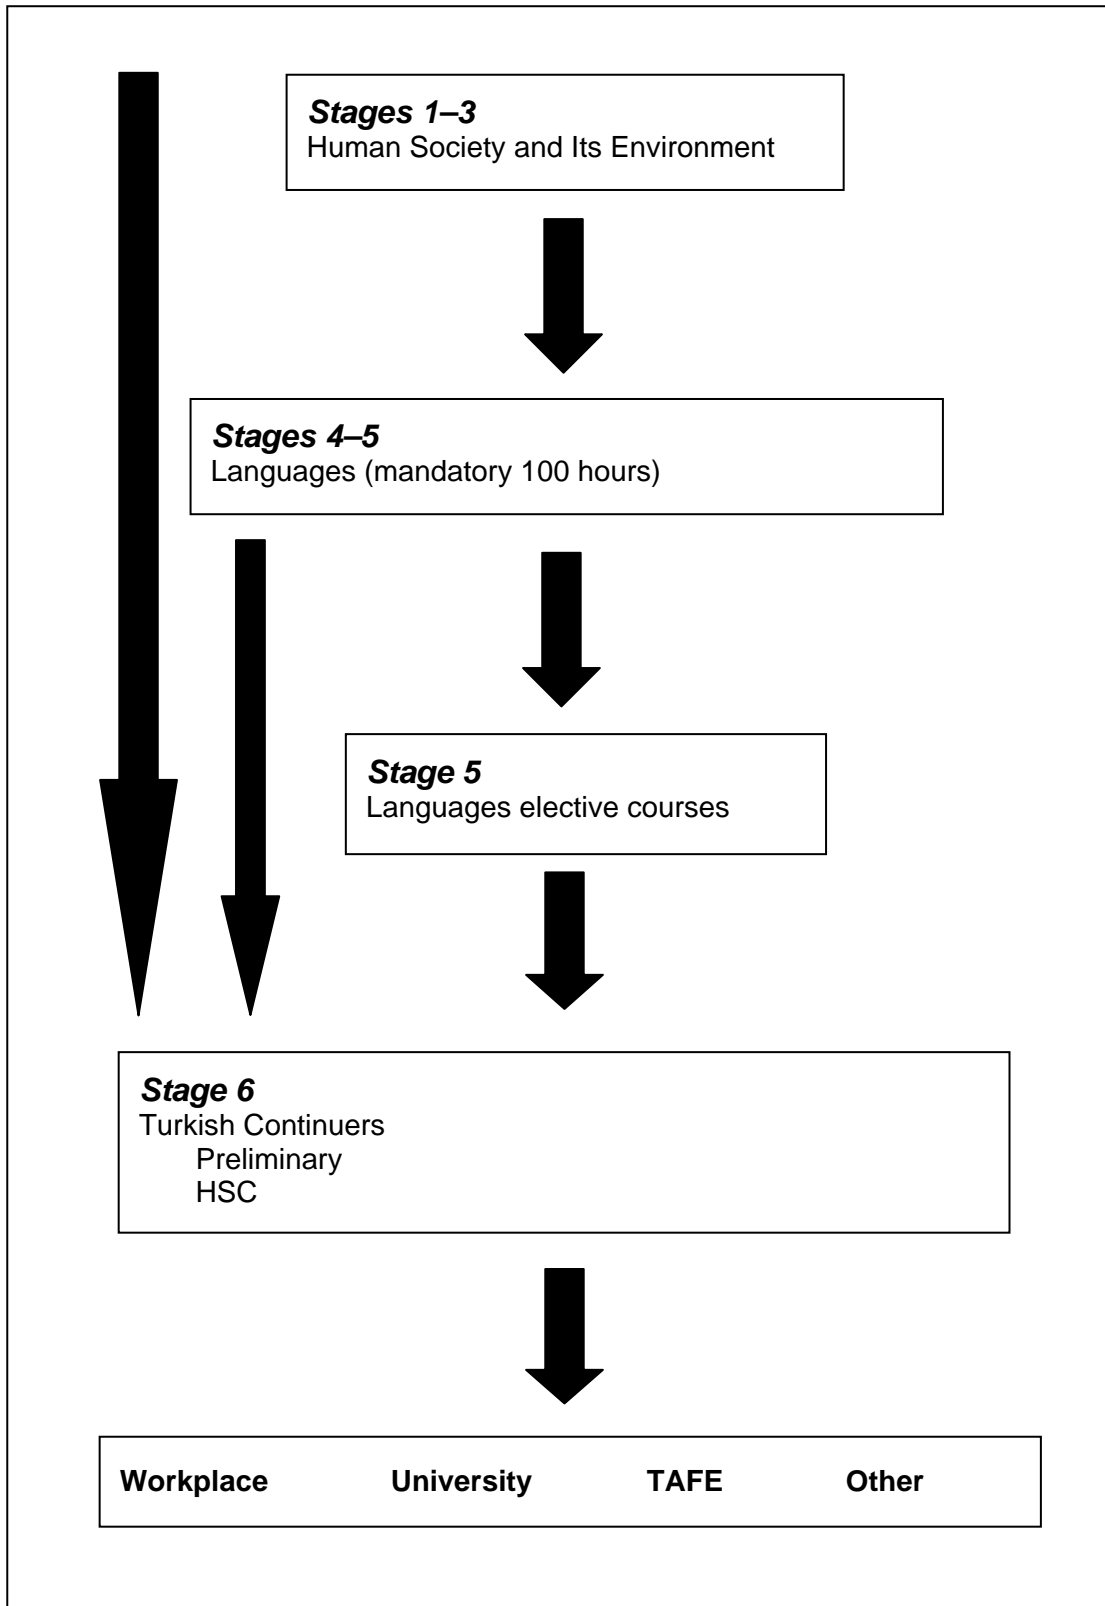 Stages 1–3
Human Society and Its Environment
Stages 4–5
Languages (mandatory 100 hours)
Stage 5
Languages elective courses
Stage 6
Turkish Continuers
Preliminary
HSC
Workplace University TAFE Other